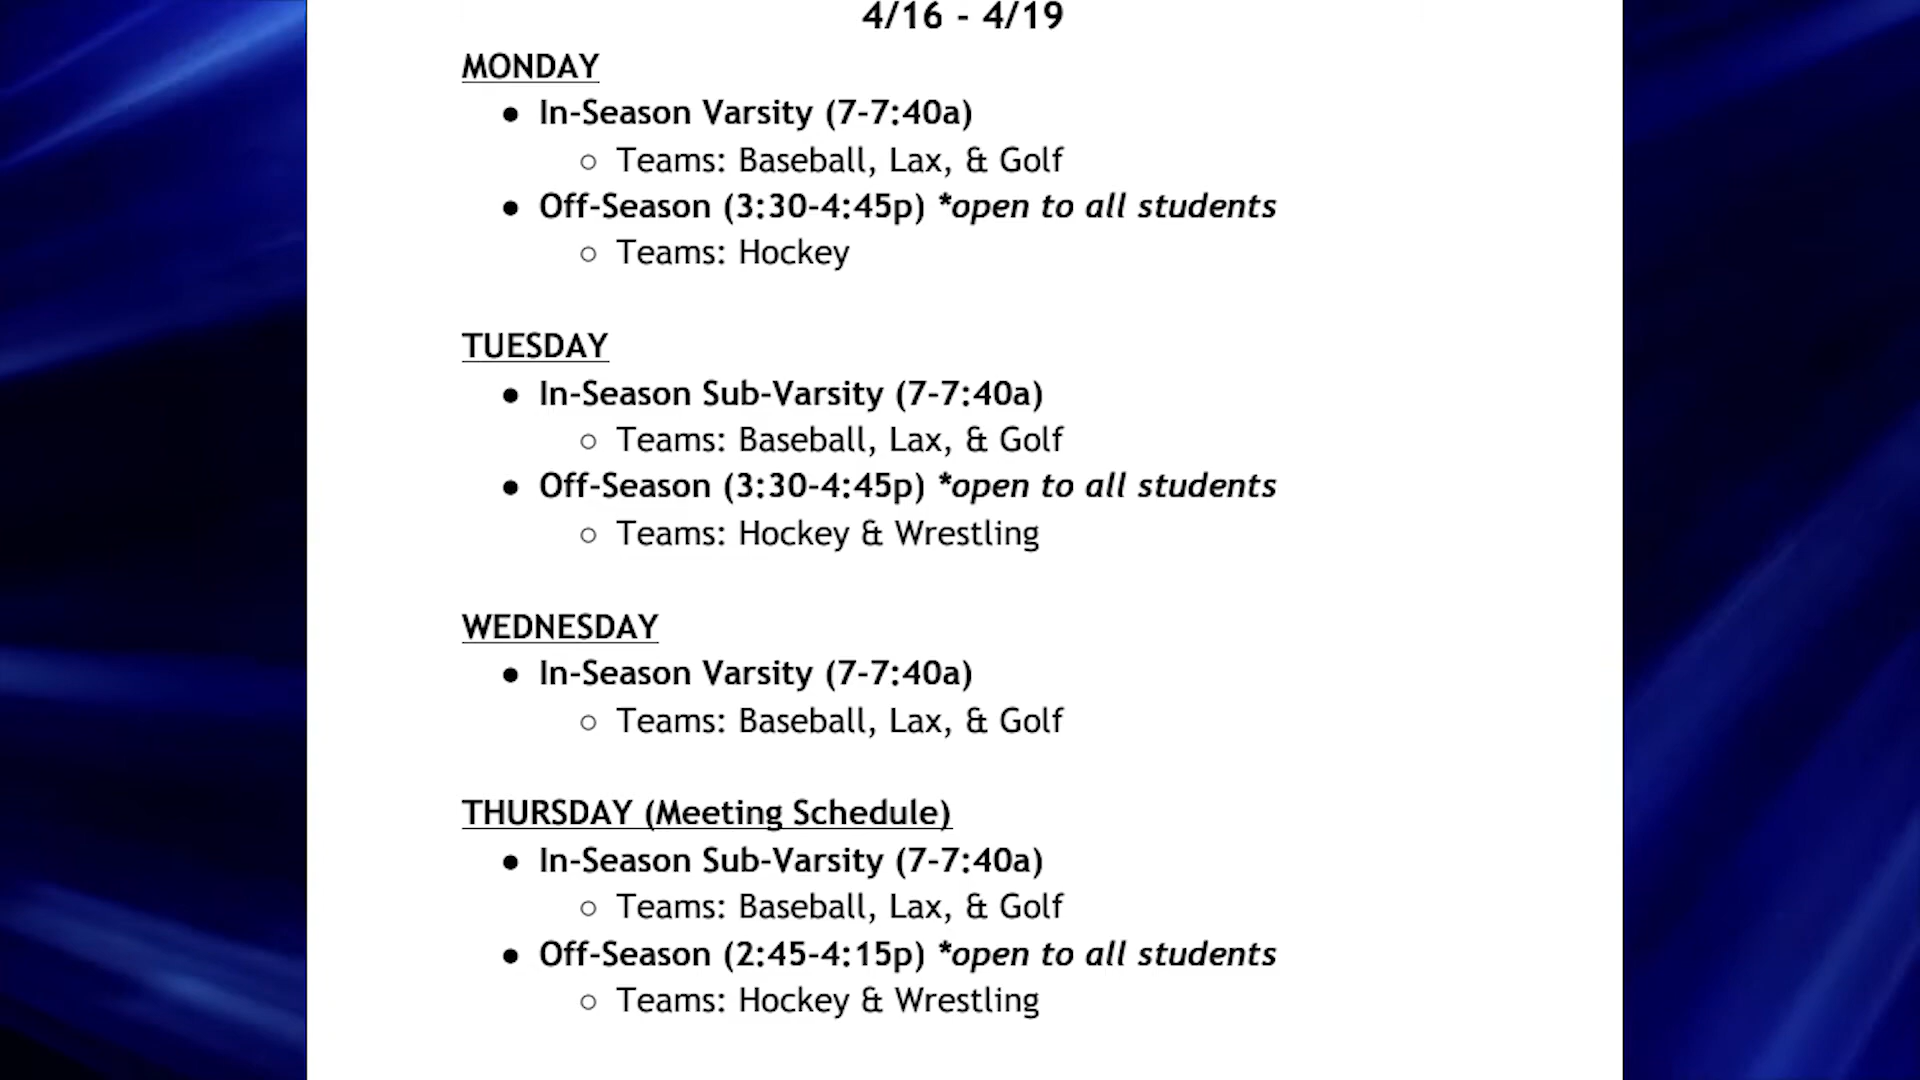 4/16 - 4/19
MONDAY
● In-Season Varsity (7-7:40a)
○ Teams: Baseball, Lax, & Golf
● Off-Season (3:30-4:45p) *open to all students
○ Teams: Hockey
TUESDAY
● In-Season Sub-Varsity (7-7:40a)
○ Teams: Baseball, Lax, & Golf
● Off-Season (3:30-4:45p) *open to all students
○ Teams: Hockey & Wrestling
WEDNESDAY
● In-Season Varsity (7-7:40a)
○ Teams: Baseball, Lax, & Golf
THURSDAY (Meeting Schedule)
● In-Season Sub-Varsity (7-7:40a)
○ Teams: Baseball, Lax, & Golf
● Off-Season (2:45-4:15p) *open to all students
○ Teams: Hockey & Wrestling